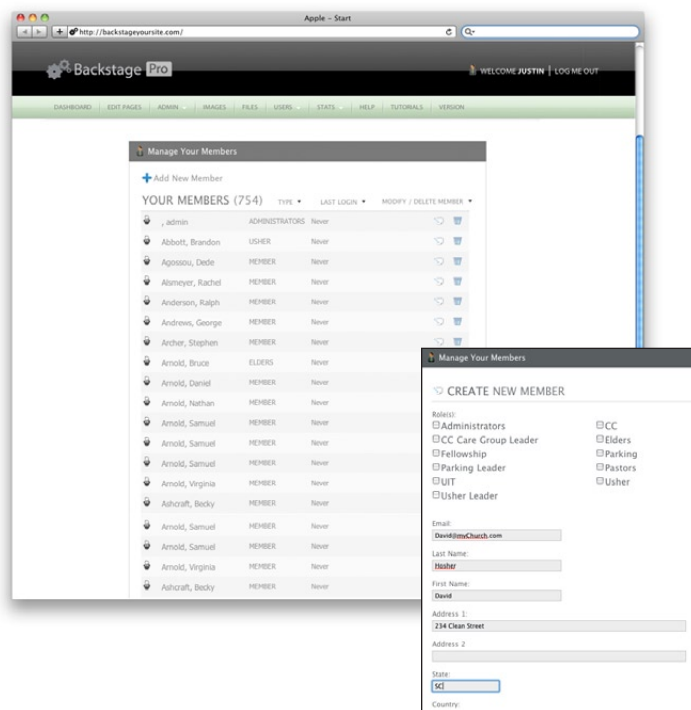 Apple - Start
http://backstageyoursite.com/
Backstage Pro
WELCOME JUSTIN | LOG ME OUT
DASHBOARD EDIT PAGES ADMIN IMAGES FILES USERS STATS HELP TUTORIALS VERSION
Manage Your Members
Add New Member
YOUR MEMBERS (754) TYPE LAST LOGIN MODIFY / DELETE MEMBER
, admin ADMINISTRATORS Never
Abbott, Brandon USHER Never
Agossou, Dede MEMBER Never
Aismeyer, Rachel MEMBER Never
Anderson, Ralph MEMBER Never
Andrews, George MEMBER Never
Archer, Stephen MEMBER Never
Arnold, Bruce ELDERS Never
Arnold, Daniel MEMBER Never
Arnold, Nathan MEMBER Never
Arnold, Samuel MEMBER Never
Arnold, Samuel MEMBER Never
Arnold, Samuel MEMBER Never
Arnold, Virginia MEMBER Never
Ashcraft, Becky MEMBER Never
Arnold, Samuel MEMBER Never
Arnold, Samuel MEMBER Never
Arnold, Virginia MEMBER Never
Ashcraft, Becky MEMBER Never
Manage Your Members
CREATE NEW MEMBER
Role(s):
Administrators CC
CC Care Group Leader Elders
Fellowship Parking
Parking Leader Pastors
UIT Usher
Usher Leader
Email:
David@myChurch.com
Last Name:
Hosher
First Name:
David
Address 1:
234 Clean Street
Address 2
State:
SC
Country: